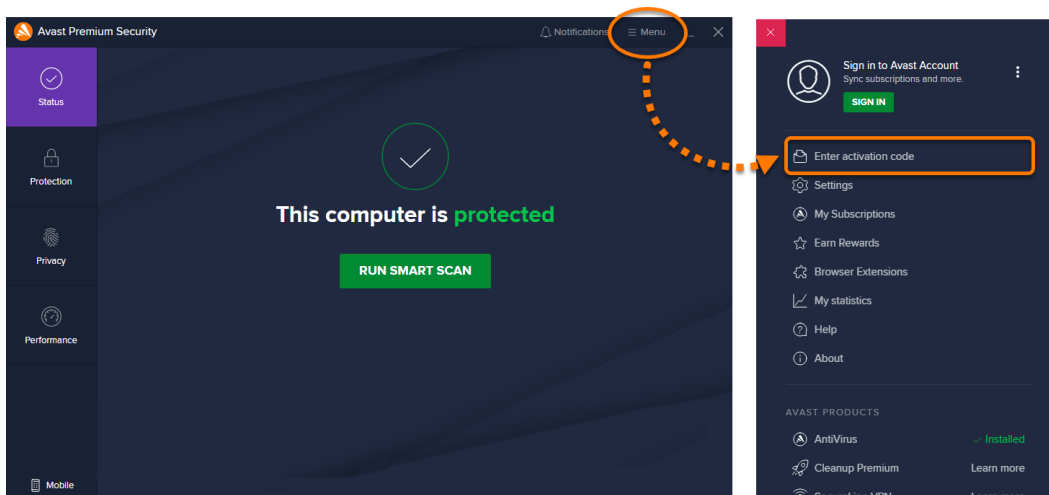 Avast Premium Security
Notifications
Menu
Status
Protection
Privacy
Performance
Mobile
This computer is protected
RUN SMART SCAN
Sign in to Avast Account
Sync subscriptions and more.
SIGN IN
Enter activation code
Settings
My Subscriptions
Earn Rewards
Browser Extensions
My statistics
Help
About
AVAST PRODUCTS
AntiVirus
Installed
Cleanup Premium
Learn more